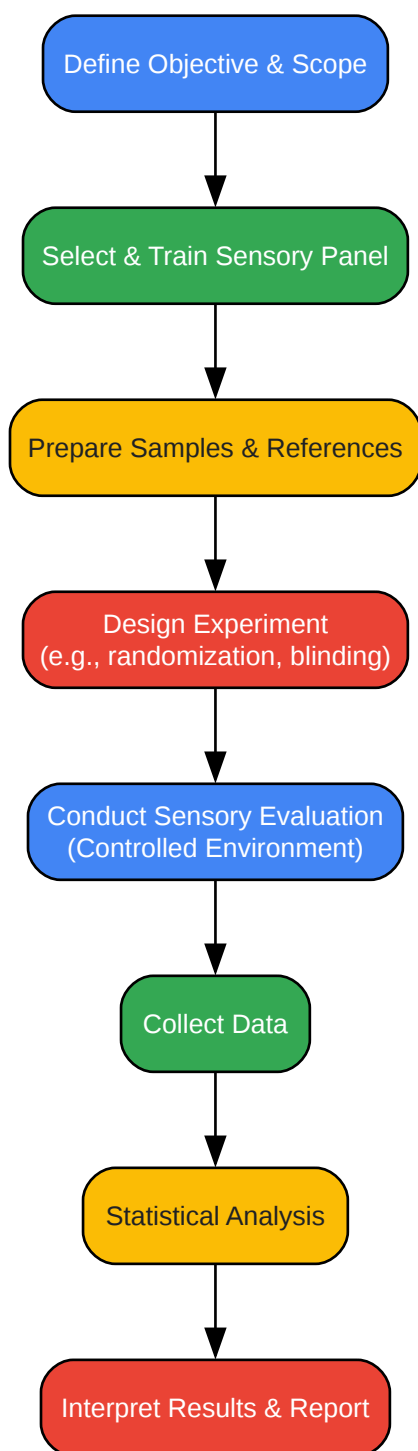 Define Objective & Scope
Select & Train Sensory Panel
Prepare Samples & References
Design Experiment
(e.g., randomization, blinding)
Conduct Sensory Evaluation
(Controlled Environment)
Collect Data
Statistical Analysis
Interpret Results & Report